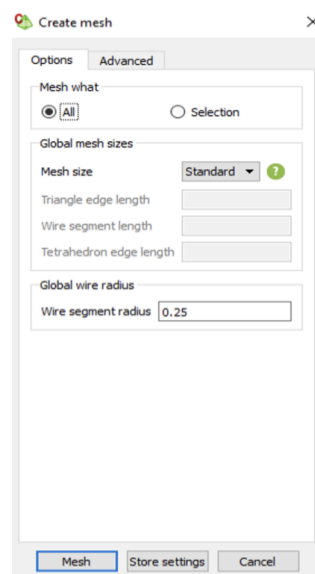 Create mesh
Options Advanced
Mesh what
All Selection
Global mesh sizes
Mesh size Standard ?
Triangle edge length
Wire segment length
Tetrahedron edge length
Global wire radius
Wire segment radius 0.25
Mesh Store settings Cancel